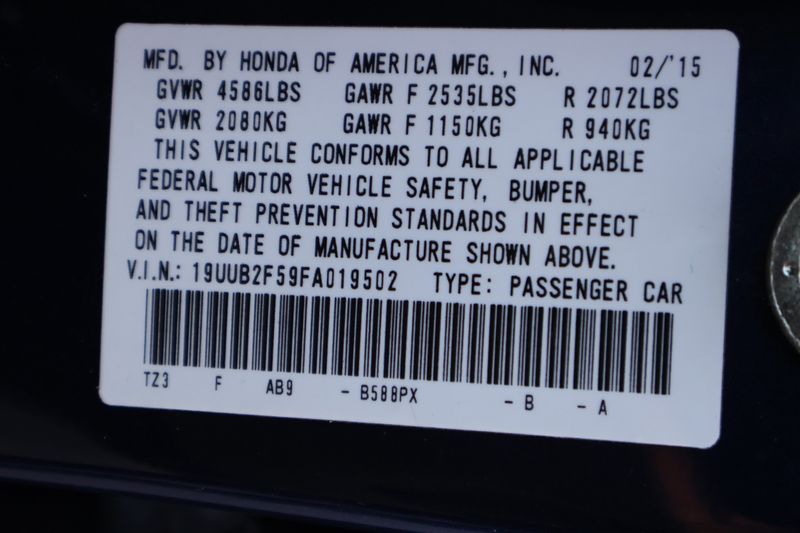 MFD. BY HONDA OF AMERICA MFG., INC. 02/'15
GVWR 4586LBS GAWR F 2535LBS R 2072LBS
GVWR 2080KG GAWR F 1150KG R 940KG
THIS VEHICLE CONFORMS TO ALL APPLICABLE
FEDERAL MOTOR VEHICLE SAFETY, BUMPER,
AND THEFT PREVENTION STANDARDS IN EFFECT
ON THE DATE OF MANUFACTURE SHOWN ABOVE.
V.I.N.: 19UUB2F59FA019502 TYPE: PASSENGER CAR
TZ3 F AB9 - B588PX - B - A